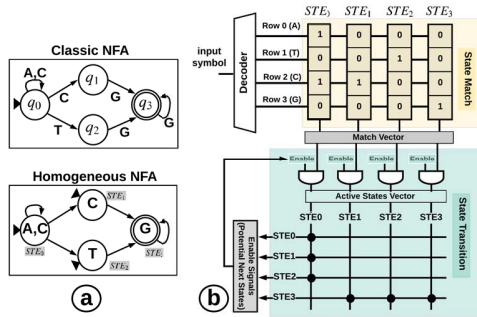 Classic NFA
A,C
q0
C
T
q1
q2
G
G
q3
G
Homogeneous NFA
A,C
STE0
C
STE1
T
STE2
G
STE
a
STE0 STE1 STE2 STE3
input
symbol
Decoder
Row 0 (A) 1 0 0 0
Row 1 (T) 0 0 1 0
Row 2 (C) 1 1 0 0
Row 3 (G) 0 0 0 1
State Match
Match Vector
Enable Enable Enable Enable
Active States Vector
STE0 STE1 STE2 STE3
STE0
STE1
STE2
STE3
Enable Signals
(Potential Next States)
State Transition
b